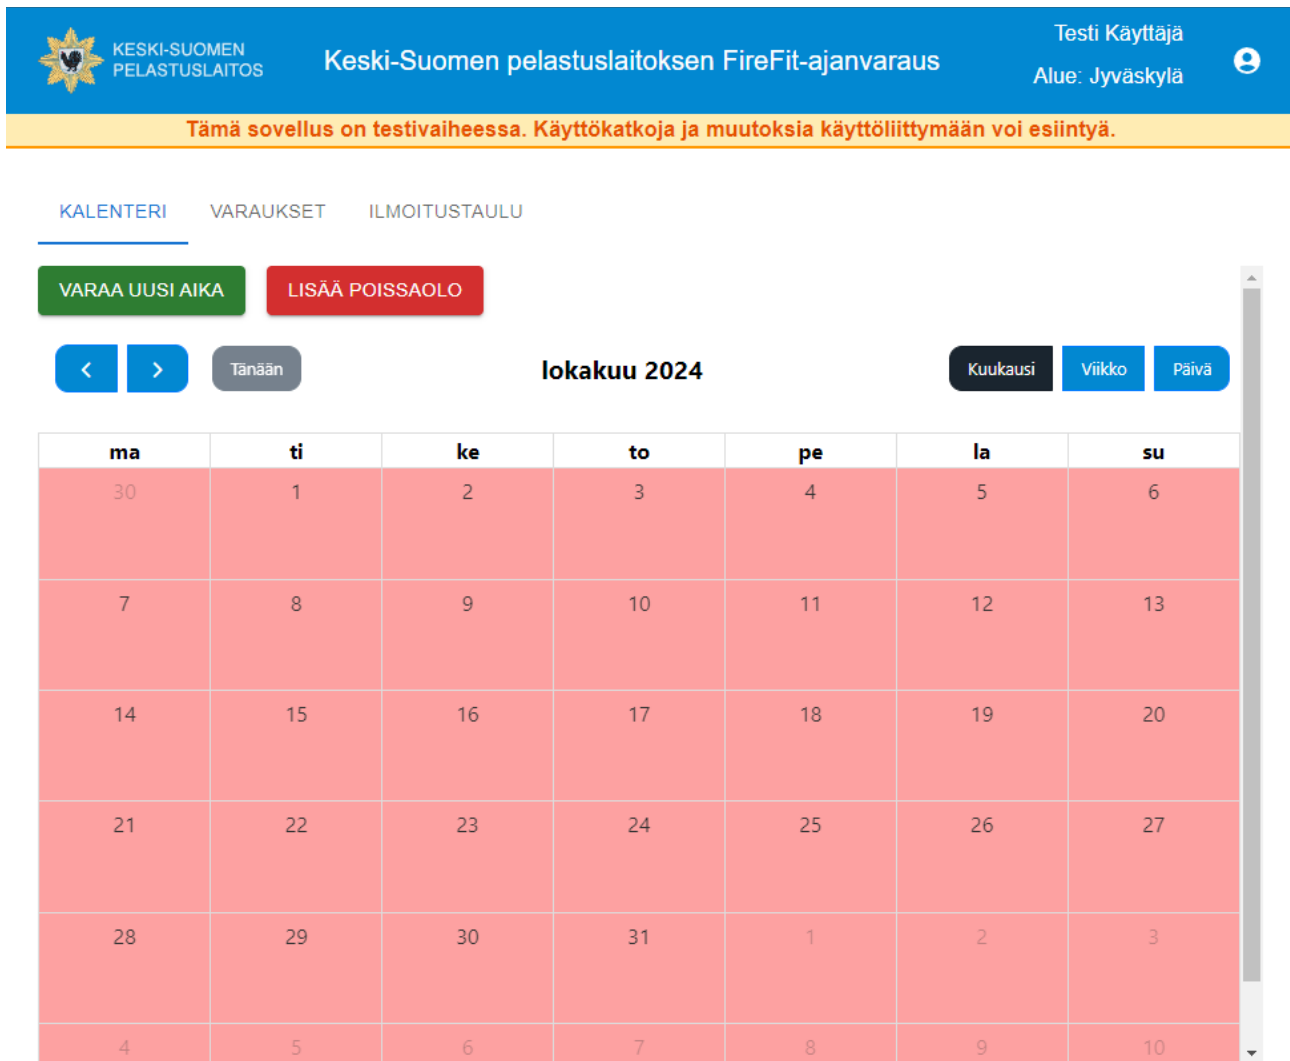 KESKI-SUOMEN
PELASTUSLAITOS
Keski-Suomen pelastuslaitoksen FireFit-ajanvaraus
Testi Käyttäjä
Alue: Jyväskylä
Tämä sovellus on testivaiheessa. Käyttökatkoja ja muutoksia käyttöliittymään voi esiintyä.
KALENTERI VARAUKSET ILMOITUSTAULU
VARAA UUSI AIKA LISÄÄ POISSAOLO
Tänään lokakuu 2024 Kuukausi Viikko Päivä
ma ti ke to pe la su
30 1 2 3 4 5 6
7 8 9 10 11 12 13
14 15 16 17 18 19 20
21 22 23 24 25 26 27
28 29 30 31 1 2 3
4 5 6 7 8 9 10